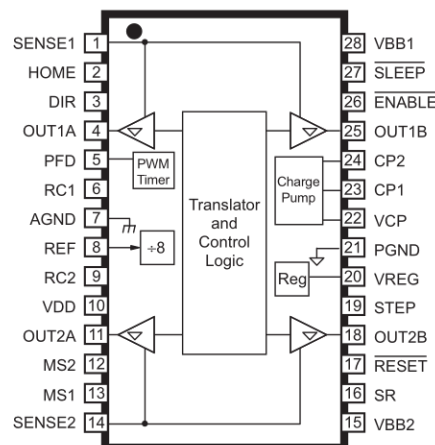 SENSE1 1
HOME 2
DIR 3
OUT1A 4
PFD 5
RC1 6
AGND 7
REF 8
RC2 9
VDD 10
OUT2A 11
MS2 12
MS1 13
SENSE2 14
PWM
Timer
÷8
Translator
and
Control
Logic
Charge
Pump
Reg
28 VBB1
27 SLEEP
26 ENABLE
25 OUT1B
24 CP2
23 CP1
22 VCP
21 PGND
20 VREG
19 STEP
18 OUT2B
17 RESET
16 SR
15 VBB2